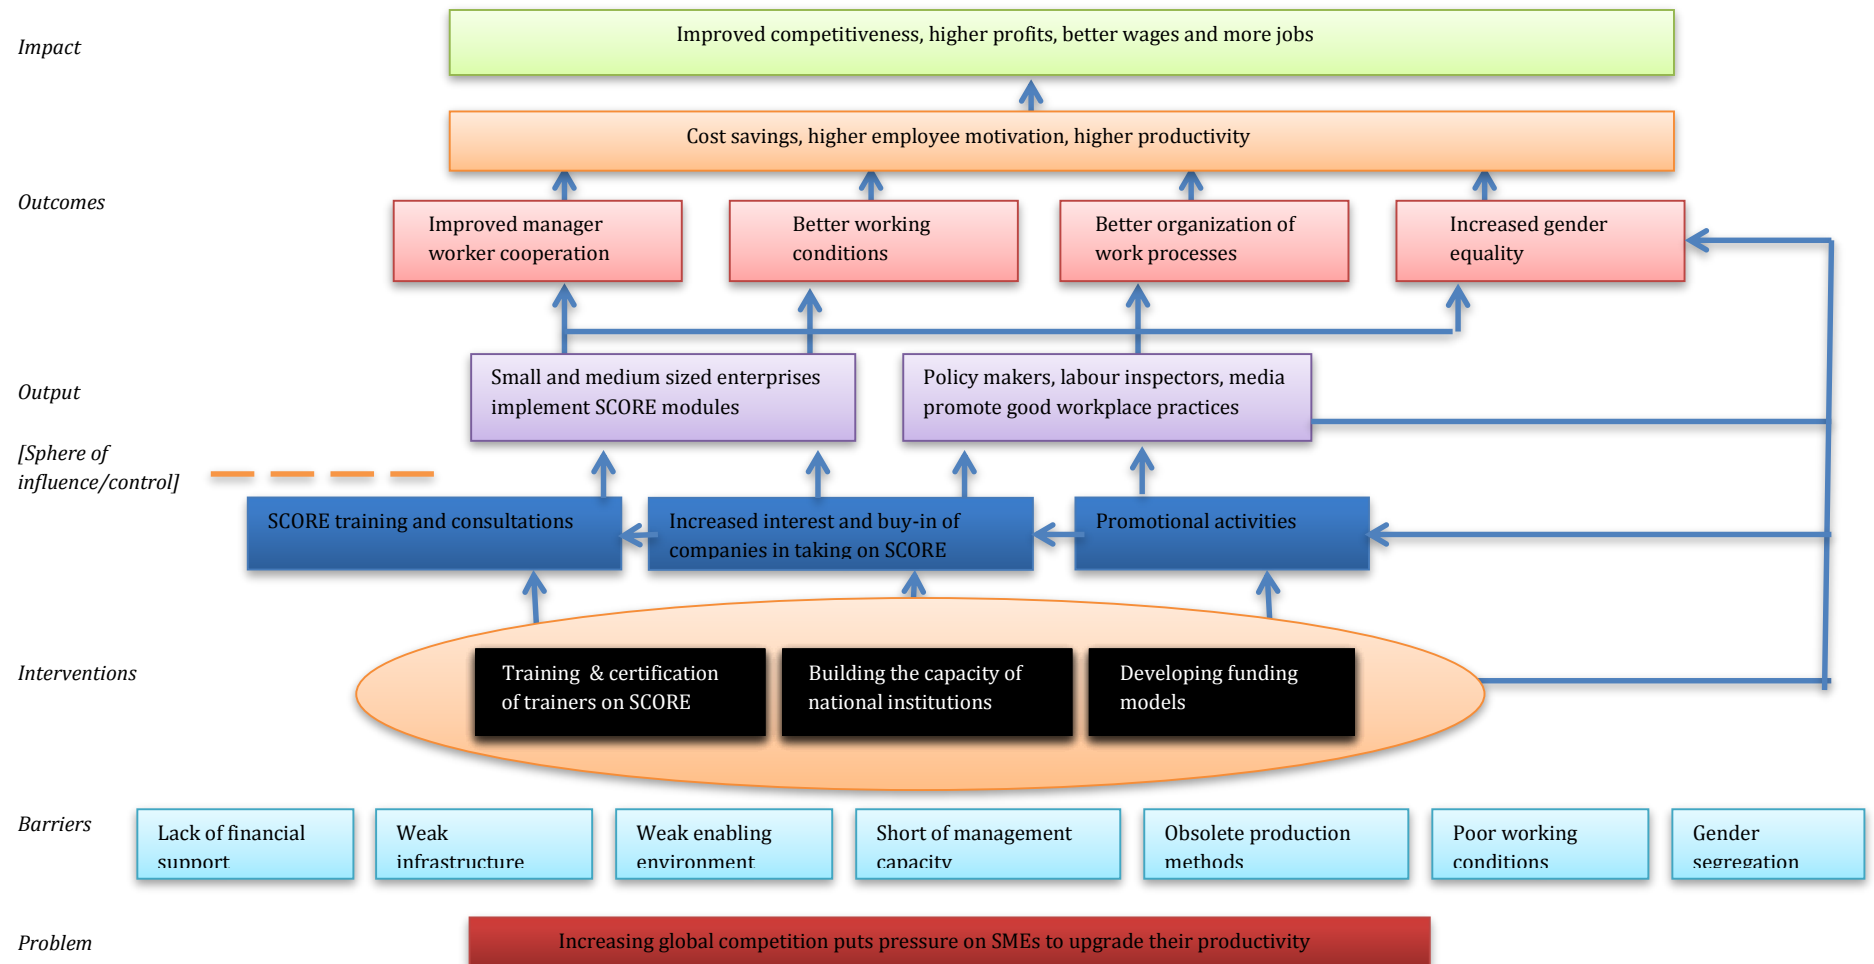 Impact
Improved competitiveness, higher profits, better wages and more jobs
Cost savings, higher employee motivation, higher productivity
Outcomes
Improved manager
worker cooperation
Better working
conditions
Better organization of
work processes
Increased gender
equality
Output
Small and medium sized enterprises
implement SCORE modules
Policy makers, labour inspectors, media
promote good workplace practices
[Sphere of
influence/control]
SCORE training and consultations
Increased interest and buy-in of
companies in taking on SCORE
Promotional activities
Interventions
Training & certification
of trainers on SCORE
Building the capacity of
national institutions
Developing funding
models
Barriers
Lack of financial
support
Weak
infrastructure
Weak enabling
environment
Short of management
capacity
Obsolete production
methods
Poor working
conditions
Gender
segregation
Problem
Increasing global competition puts pressure on SMEs to upgrade their productivity